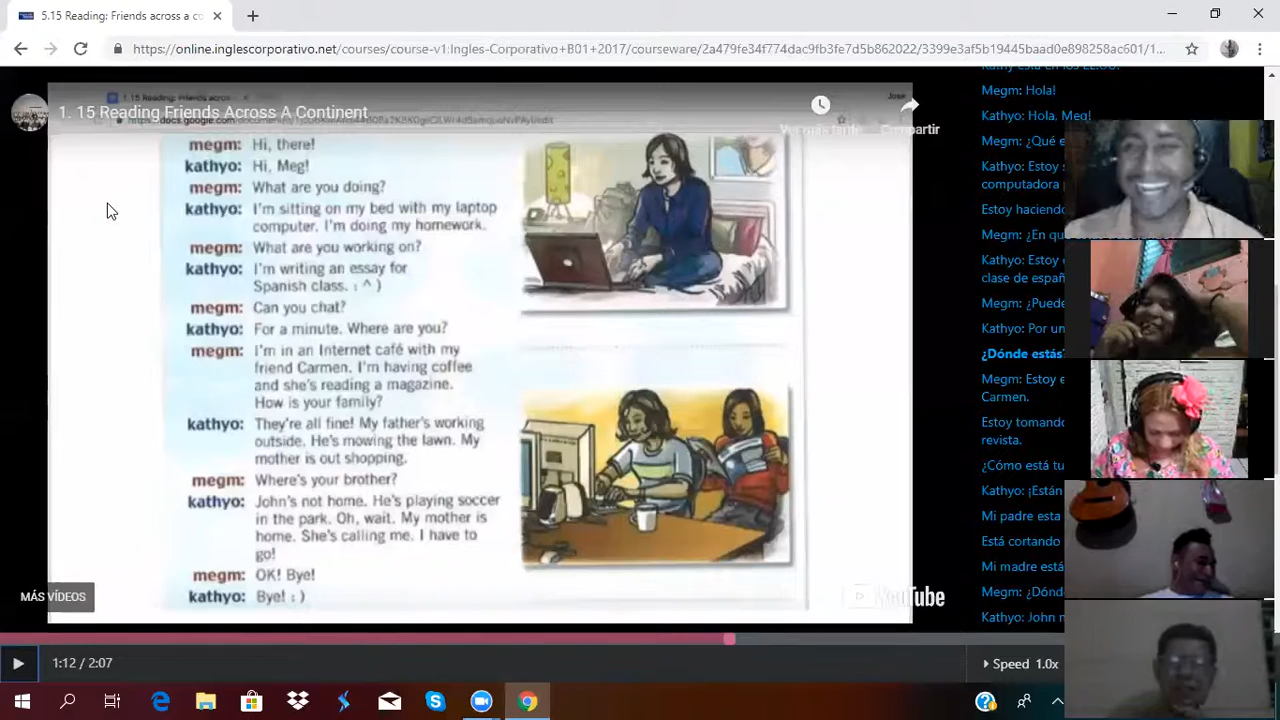 5.15 Reading: Friends across a co
https://online.inglescorporativo.net/courses/course-v1:Ingles-Corporativo+B01+2017/courseware/2a479fe34f774dac9fb3fe7d5b862022/3399e3af5b19445baad0e898258ac601/1...
1. 15 Reading Friends Across A Continent
Ver más tarde
Compartir
megm: Hi, there!
kathyo: Hi, Meg!
megm: What are you doing?
kathyo: I'm sitting on my bed with my laptop
computer. I'm doing my homework.
megm: What are you working on?
kathyo: I'm writing an essay for
Spanish class. : ^ )
megm: Can you chat?
kathyo: For a minute. Where are you?
megm: I'm in an Internet café with my
friend Carmen. I'm having coffee
and she's reading a magazine.
How is your family?
kathyo: They're all fine! My father's working
outside. He's mowing the lawn. My
mother is out shopping.
megm: Where's your brother?
kathyo: John's not home. He's playing soccer
in the park. Oh, wait. My mother is
home. She's calling me. I have to
go!
megm: OK! Bye!
kathyo: Bye! : )
MÁS VÍDEOS
YouTube
1:12 / 2:07
Speed 1.0x
Megm: Hola!
Kathyo: Hola, Meg!
Megm: ¿Qué e
Kathyo: Estoy s
computadora
Estoy haciendo
Megm: ¿En qu
Kathyo: Estoy e
clase de españ
Megm: ¿Puede
Kathyo: Por un
¿Dónde estás?
Megm: Estoy e
Carmen.
Estoy tomando
revista.
¿Cómo está tu
Kathyo: ¡Están
Mi padre esta
Está cortando
Mi madre está
Megm: ¿Dónd
Kathyo: John n